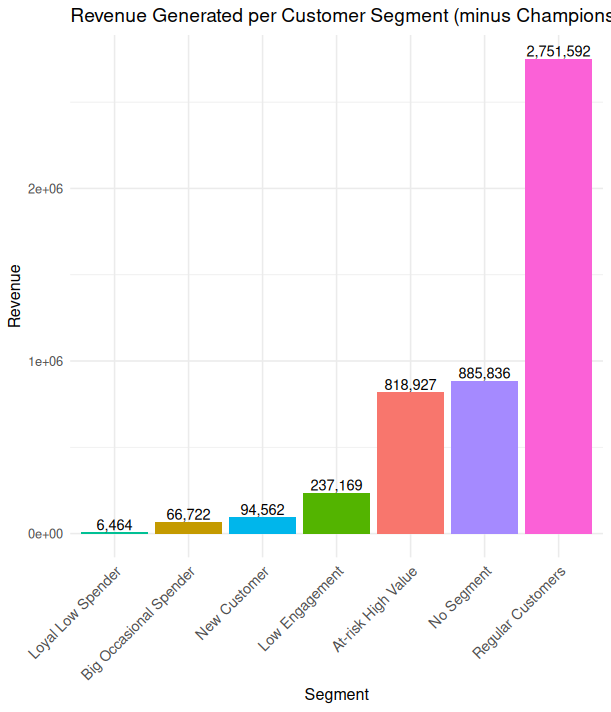 Revenue Generated per Customer Segment (minus Champions
2,751,592
2e+06
Revenue
1e+06
885,836
818,927
237,169
94,562
66,722
6,464
0e+00
Loyal Low Spender
Big Occasional Spender
New Customer
Low Engagement
At-risk High Value
No Segment
Regular Customers
Segment